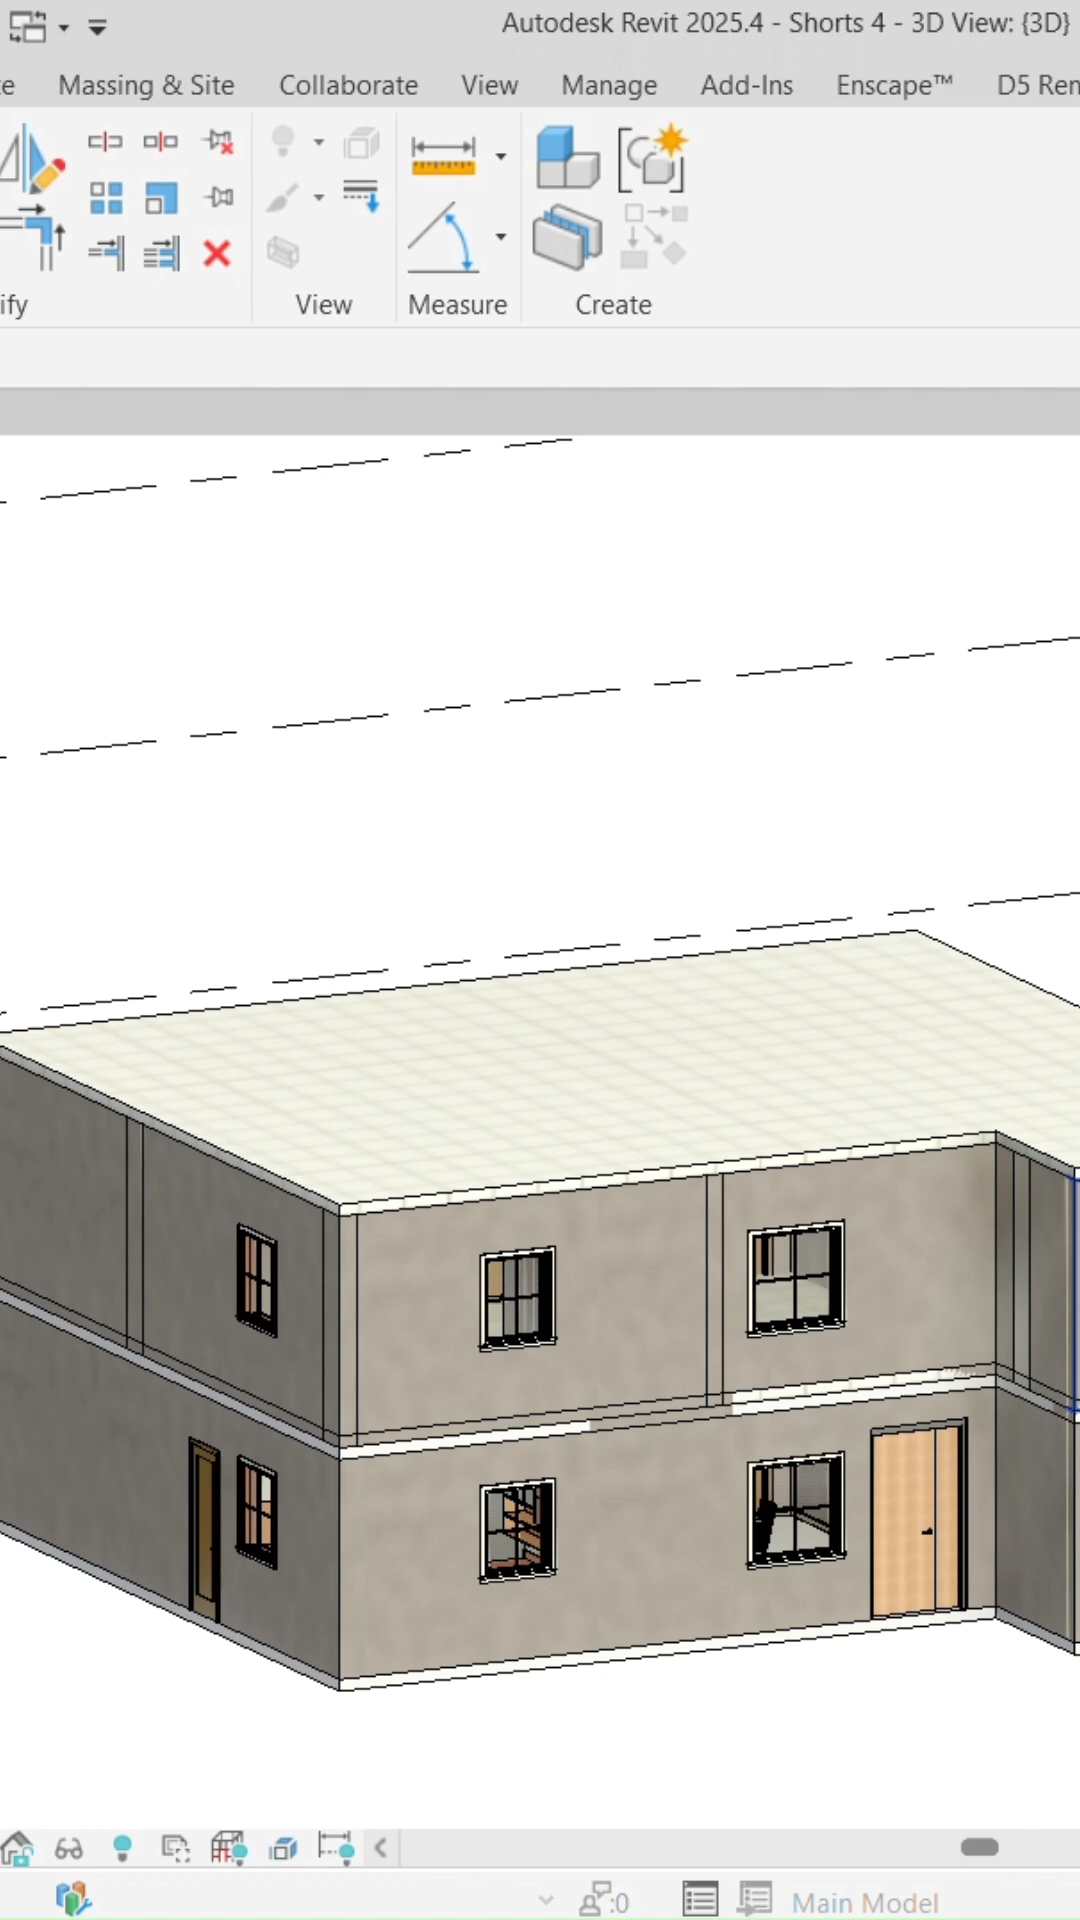 Autodesk Revit 2025.4 - Shorts 4 - 3D View: {3D}
e Massing & Site Collaborate View Manage Add-Ins Enscape™ D5 Ren
ify View Measure Create
:0 Main Model